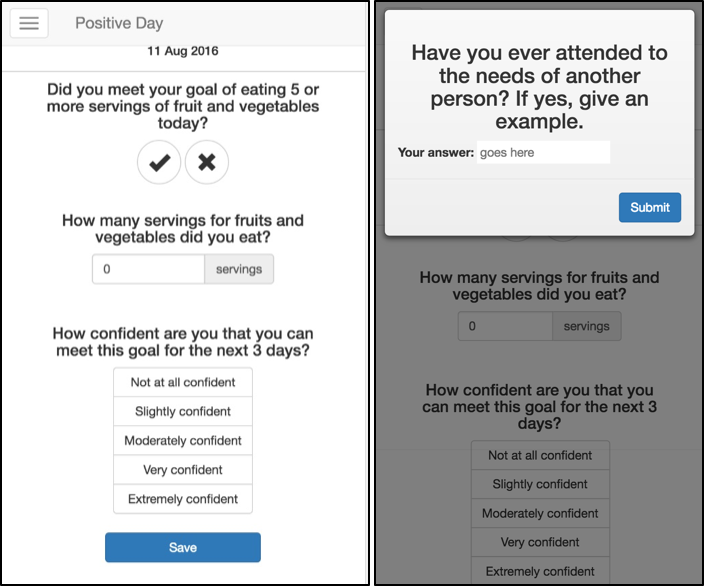 Positive Day
11 Aug 2016
Did you meet your goal of eating 5 or
more servings of fruit and vegetables
today?
How many servings for fruits and
vegetables did you eat?
0 servings
How confident are you that you can
meet this goal for the next 3 days?
Not at all confident
Slightly confident
Moderately confident
Very confident
Extremely confident
Save
Have you ever attended to
the needs of another
person? If yes, give an
example.
Your answer: goes here
Submit
How many servings for fruits and
vegetables did you eat?
0 servings
How confident are you that you
can meet this goal for the next 3
days?
Not at all confident
Slightly confident
Moderately confident
Very confident
Extremely confident